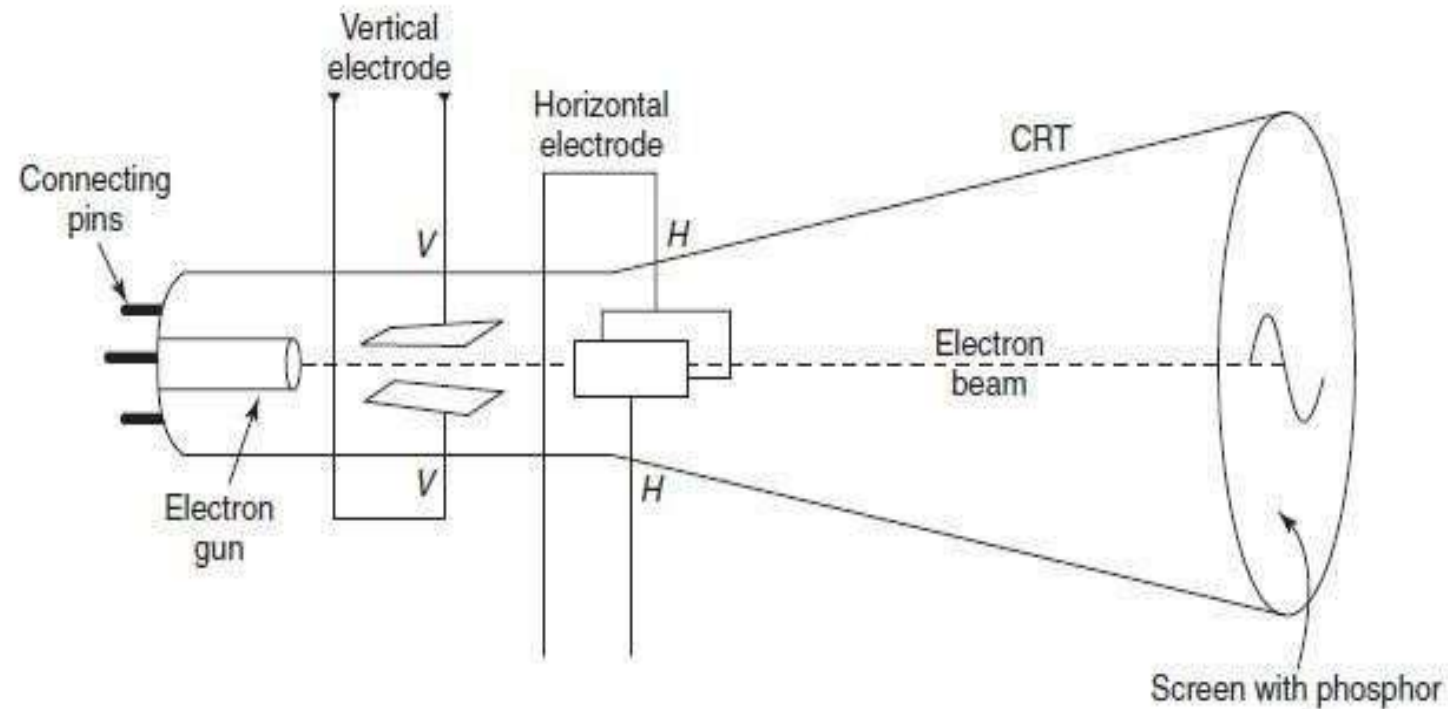 Vertical
electrode
Horizontal
electrode
CRT
Connecting
pins
V
H
Electron
beam
V
H
Electron
gun
Screen with phosphor